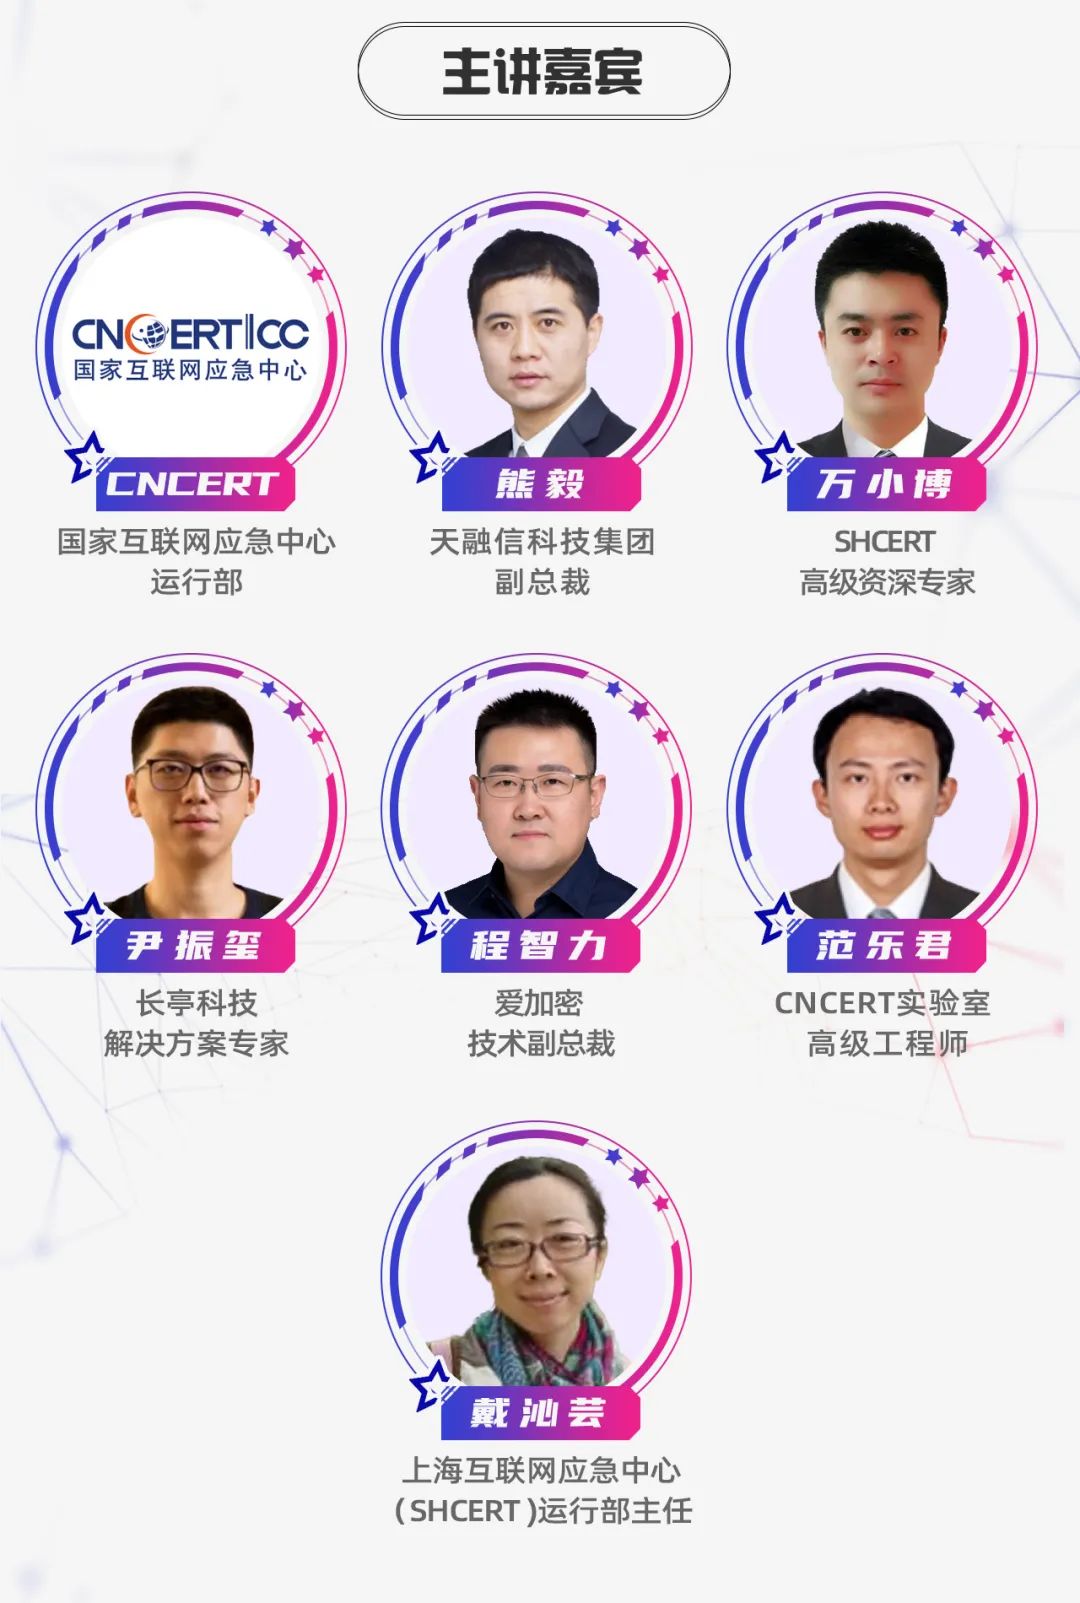 主讲嘉宾
CNCERT/CC
国家互联网应急中心
CNCERT
国家互联网应急中心
运行部
熊毅
天融信科技集团
副总裁
万小博
SHCERT
高级资深专家
尹振玺
长亭科技
解决方案专家
程智力
爱加密
技术副总裁
范乐君
CNCERT实验室
高级工程师
戴沁芸
上海互联网应急中心
(SHCERT)运行部主任